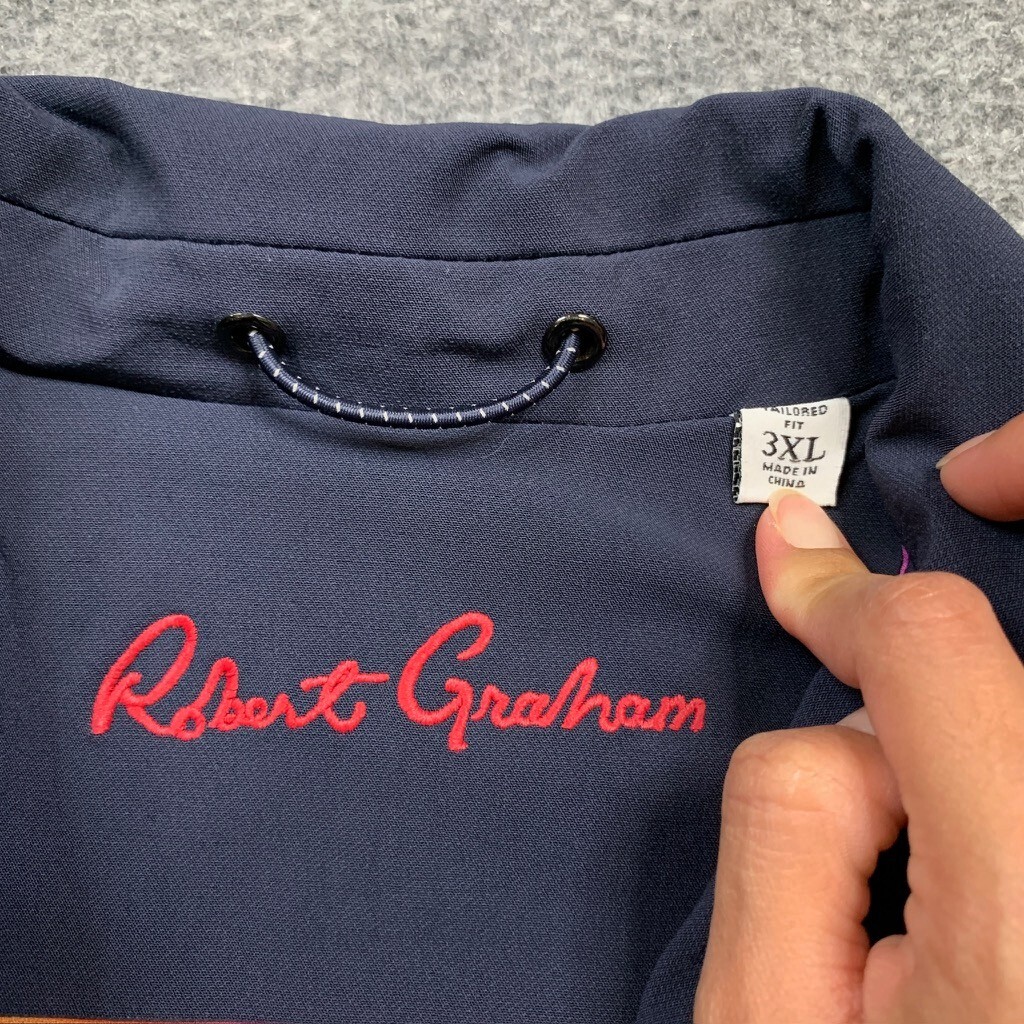 TAILORED
FIT
3XL
MADE IN
CHINA
Robert Graham